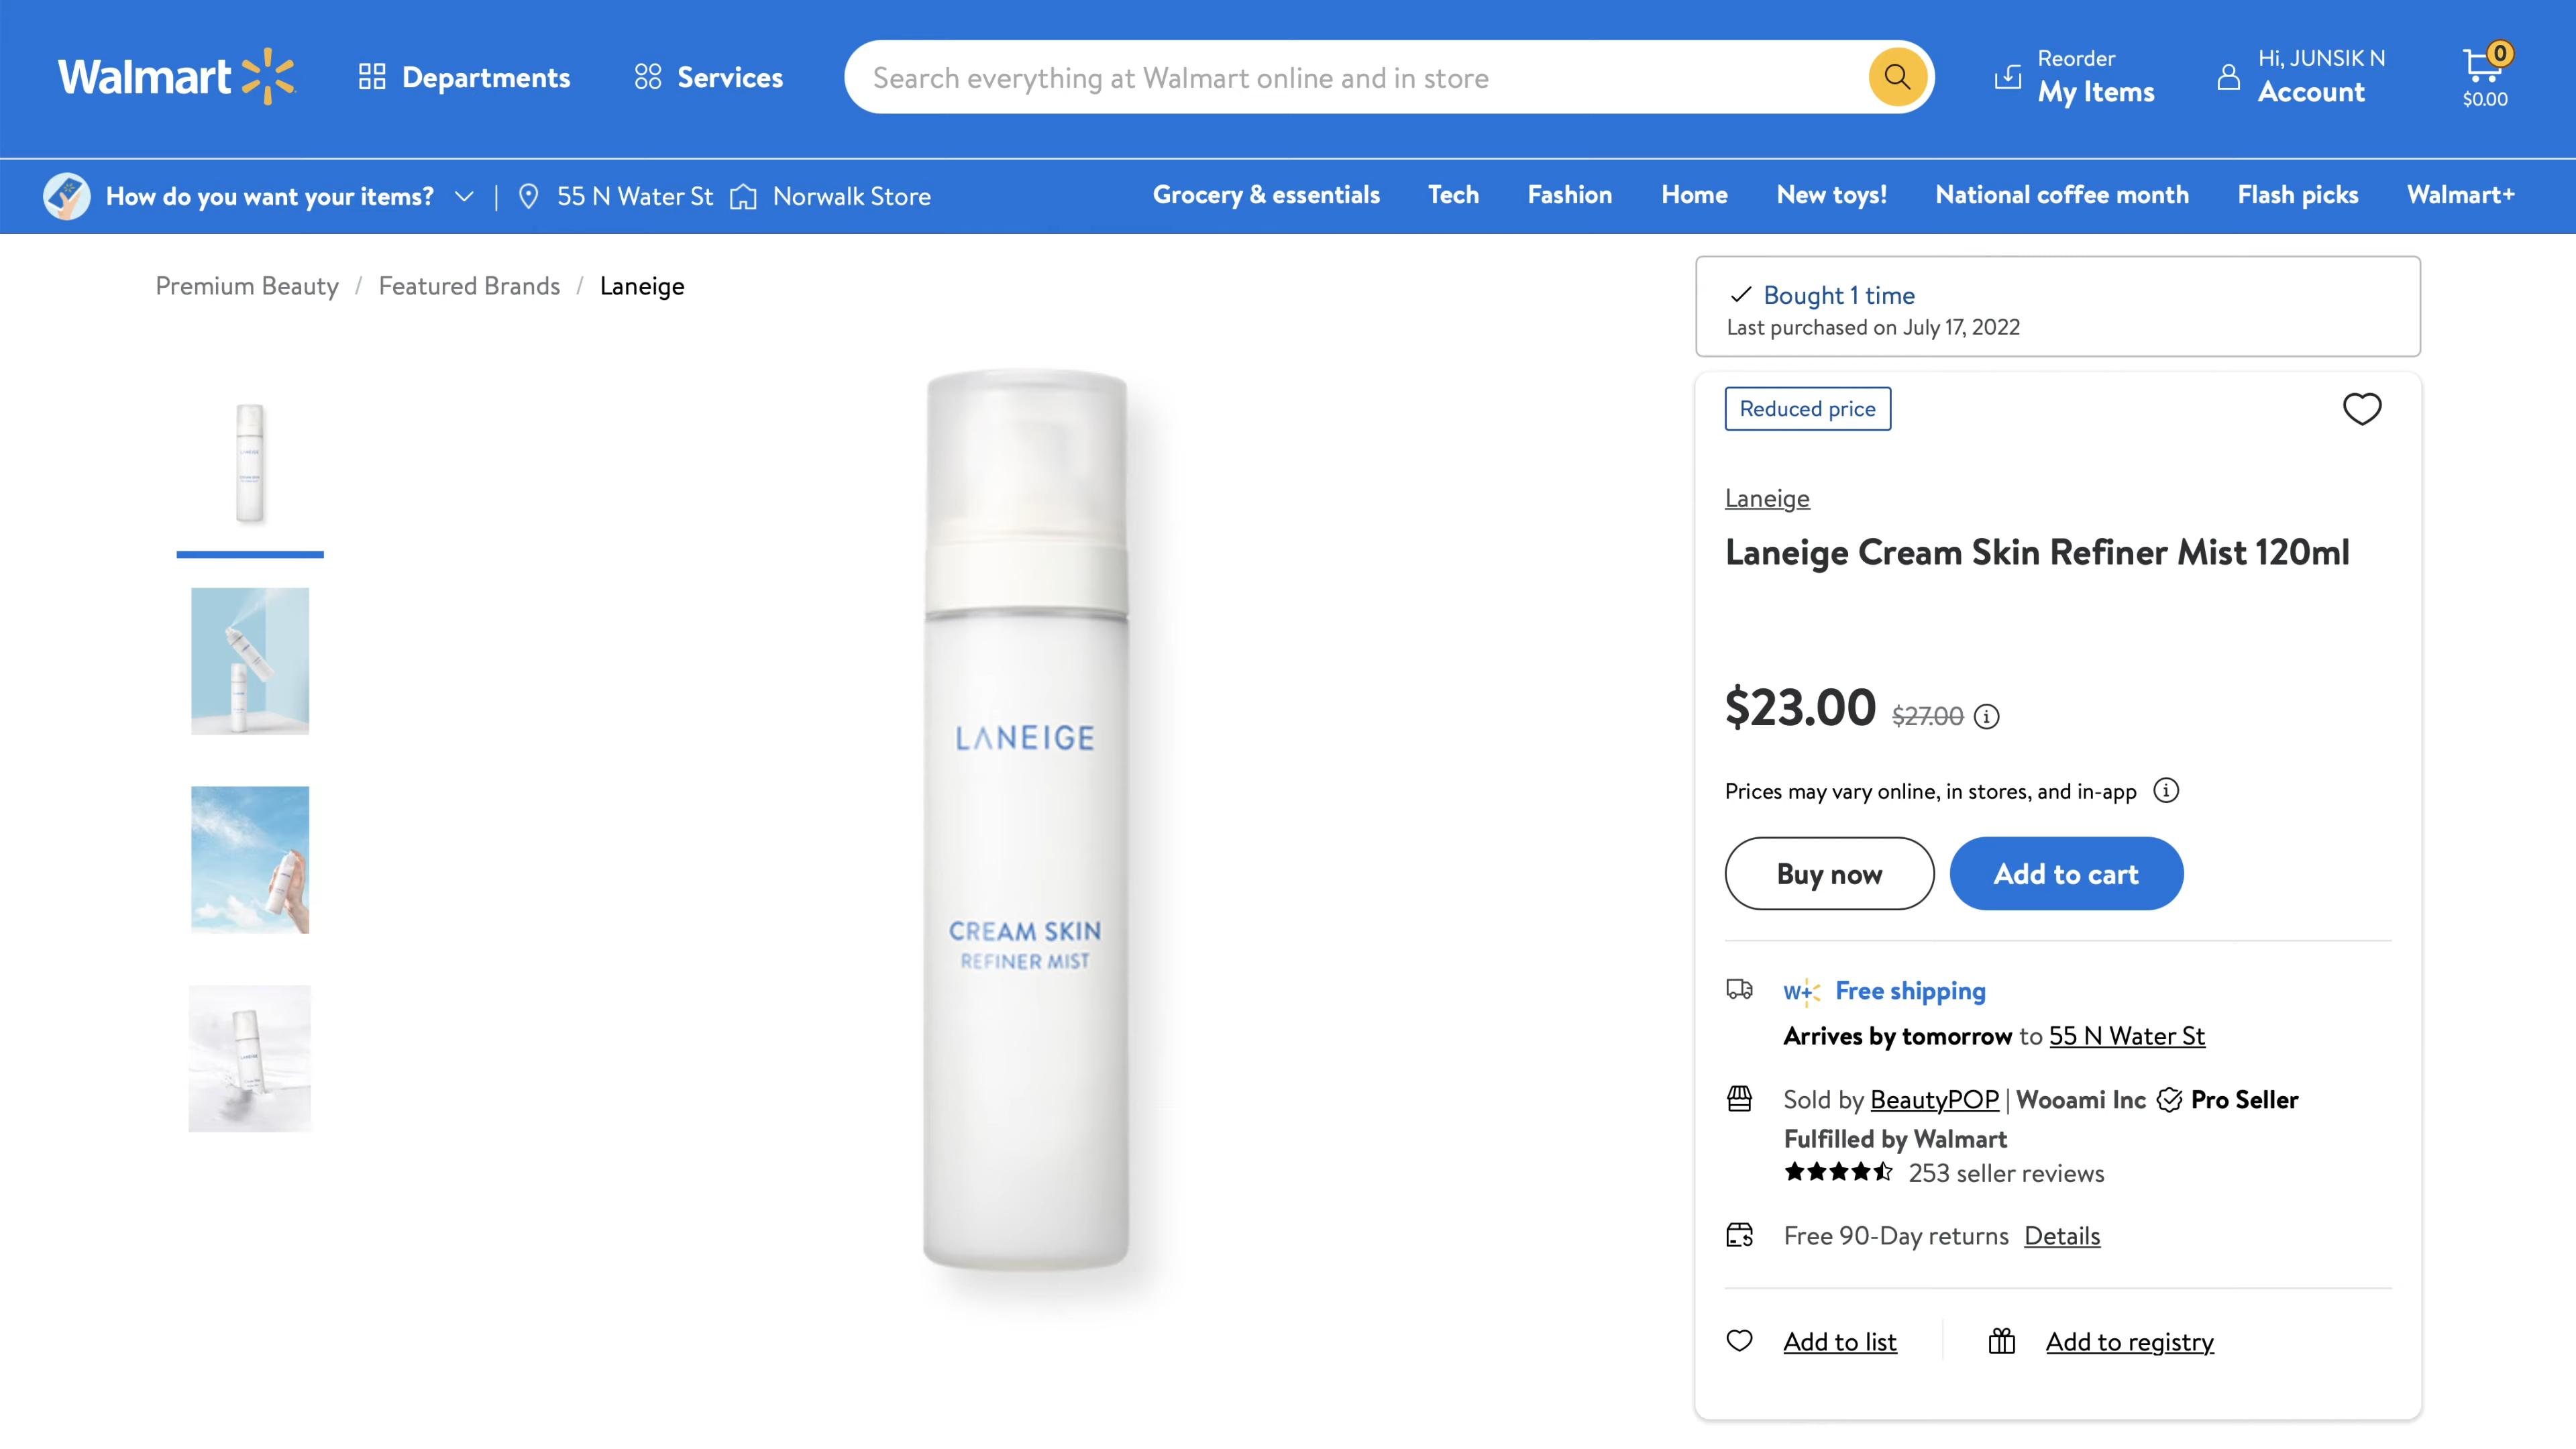 Walmart
Departments
Services
Search everything at Walmart online and in store
Reorder
My Items
Hi, JUNSIK N
Account
0
$0.00
How do you want your items?
55 N Water St
Norwalk Store
Grocery & essentials
Tech
Fashion
Home
New toys!
National coffee month
Flash picks
Walmart+
Premium Beauty / Featured Brands / Laneige
LANEIGE
CREAM SKIN
REFINER MIST
Bought 1 time
Last purchased on July 17, 2022
Reduced price
Laneige
Laneige Cream Skin Refiner Mist 120ml
$23.00 $27.00
Prices may vary online, in stores, and in-app
Buy now
Add to cart
W+ Free shipping
Arrives by tomorrow to 55 N Water St
Sold by BeautyPOP | Wooami Inc Pro Seller
Fulfilled by Walmart
253 seller reviews
Free 90-Day returns Details
Add to list
Add to registry